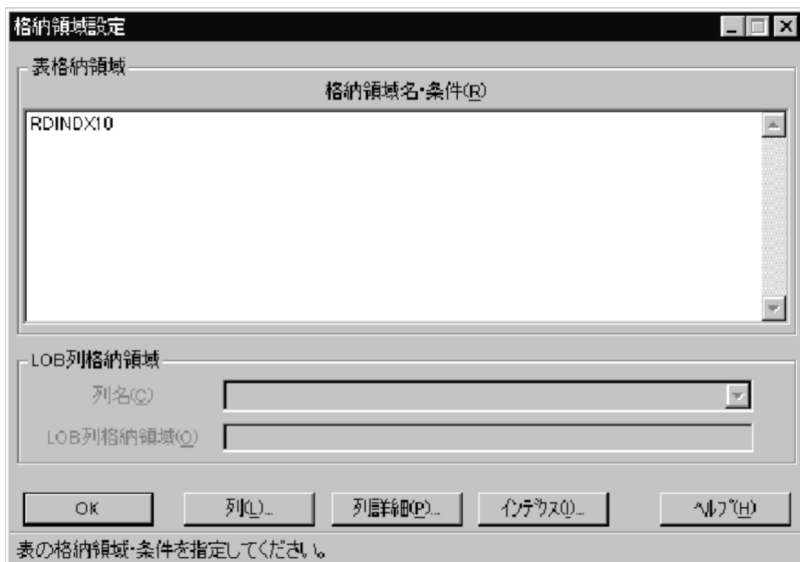 格納領域設定
表格納領域
格納領域名・条件(R)
RDINDX10
LOB列格納領域
列名(C)
LOB列格納領域(O)
OK 列(L)... 列詳細(P)... インデクス(I)... ヘルプ(H)
表の格納領域・条件を指定してください。